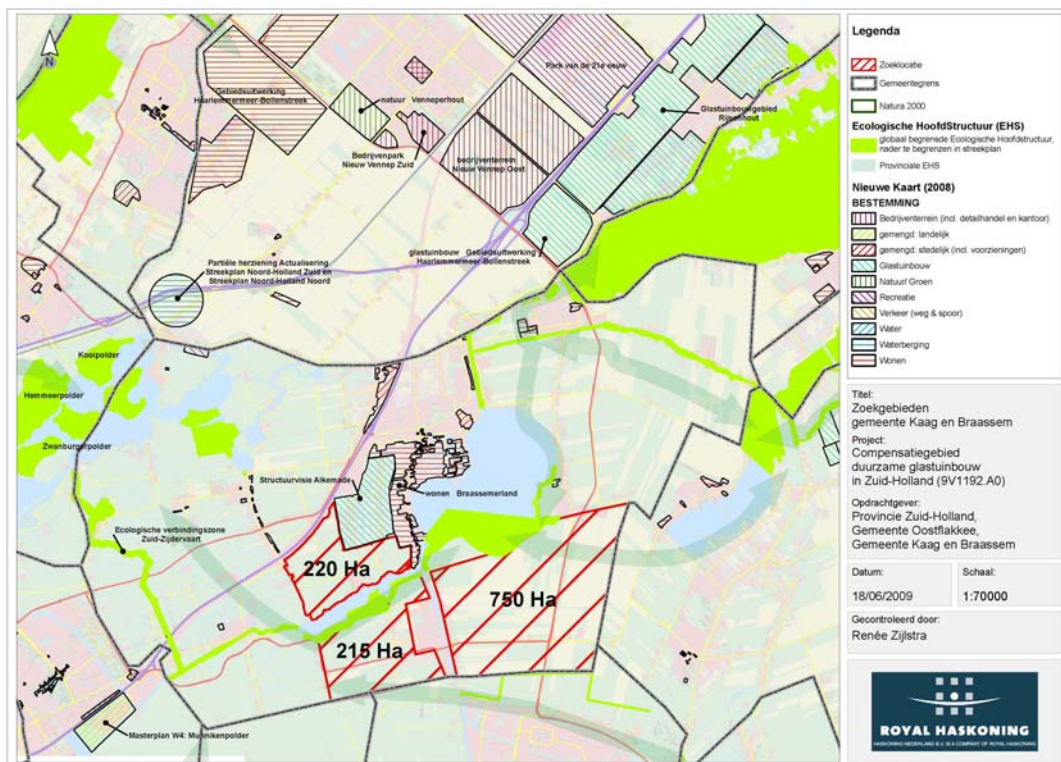 N
Gebiedsuitwerking
Haarlemmermeer-Bollenstreek
natuur Venneperhout
Park van de 21e eeuw
Glastuinbouwgebied
Rijsenhout
Bedrijvenpark
Nieuw Vennep Zuid
bedrijventerrein
Nieuw Vennep Oost
glastuinbouw Gebiedsuitwerking
Haarlemmermeer-Bollenstreek
Partiële herziening Actualisering
Streekplan Noord-Holland Zuid en
Streekplan Noord-Holland Noord
Kooipolder
Hemmeerpolder
Zwanburgerpolder
Structuurvisie Alkemade
wonen Braassemerland
Ecologische verbindingszone
Zuid-Zijdervaart
220 Ha
750 Ha
215 Ha
Masterplan W4: Munnikenpolder
Legenda
Zoeklocatie
Gemeentegrens
Natura 2000
Ecologische HoofdStructuur (EHS)
globaal begrensde Ecologische Hoofdstructuur,
nader te begrenzen in streekplan
Provinciale EHS
Nieuwe Kaart (2008)
BESTEMMING
Bedrijventerrein (incl. detailhandel en kantoor)
gemengd: landelijk
gemengd: stedelijk (incl. voorzieningen)
Glastuinbouw
Natuur/ Groen
Recreatie
Verkeer (weg & spoor)
Water
Waterberging
Wonen
Titel:
Zoekgebieden
gemeente Kaag en Braassem
Project:
Compensatiegebied
duurzame glastuinbouw
in Zuid-Holland (9V1192.A0)
Opdrachtgever:
Provincie Zuid-Holland,
Gemeente Oostflakkee,
Gemeente Kaag en Braassem
Datum:
18/06/2009
Schaal:
1:70000
Gecontroleerd door:
Renée Zijlstra
ROYAL HASKONING
HASKONING NEDERLAND B.V. IS A COMPANY OF ROYAL HASKONING